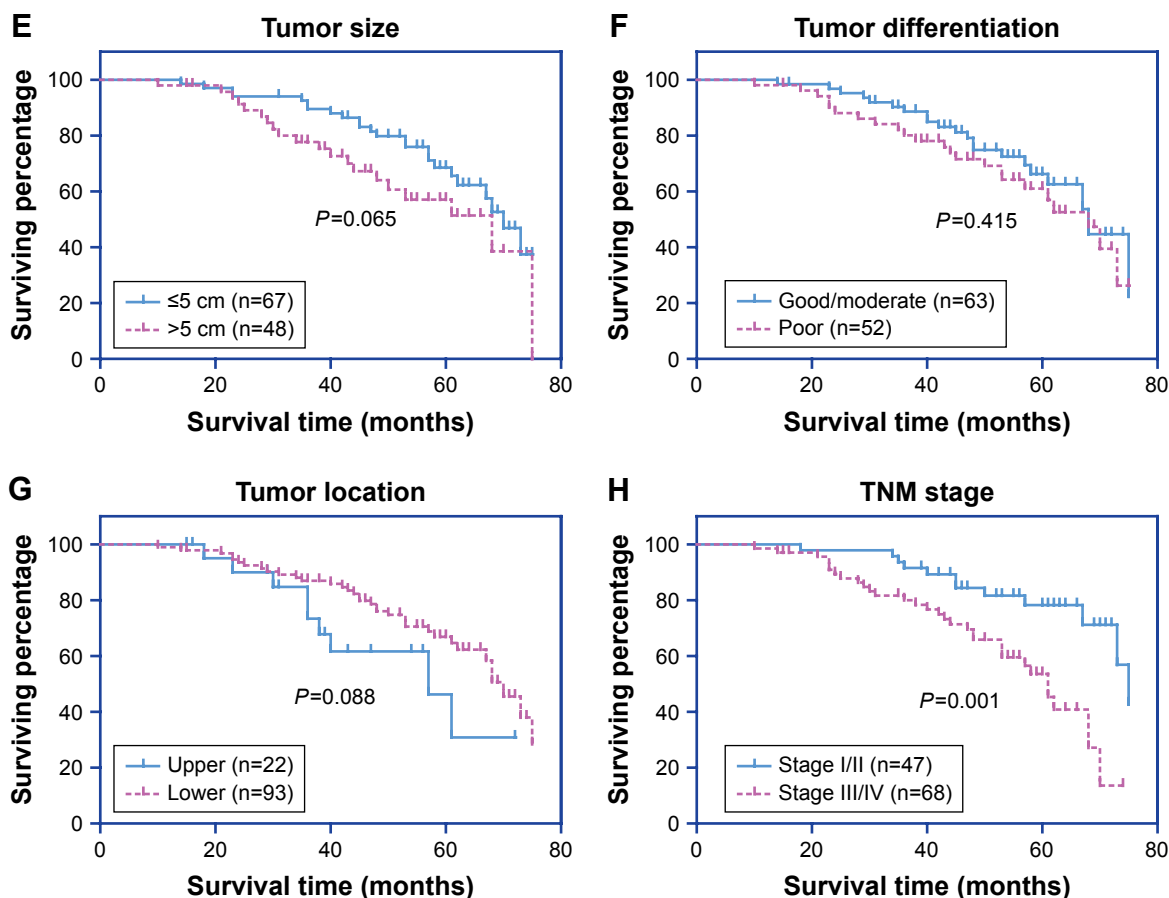 E
Tumor size
Surviving percentage
100
80
60
40
20
0
P=0.065
≤5 cm (n=67)
>5 cm (n=48)
0 20 40 60 80
Survival time (months)
F
Tumor differentiation
Surviving percentage
100
80
60
40
20
0
P=0.415
Good/moderate (n=63)
Poor (n=52)
0 20 40 60 80
Survival time (months)
G
Tumor location
Surviving percentage
100
80
60
40
20
0
P=0.088
Upper (n=22)
Lower (n=93)
0 20 40 60 80
Survival time (months)
H
TNM stage
Surviving percentage
100
80
60
40
20
0
P=0.001
Stage I/II (n=47)
Stage III/IV (n=68)
0 20 40 60 80
Survival time (months)